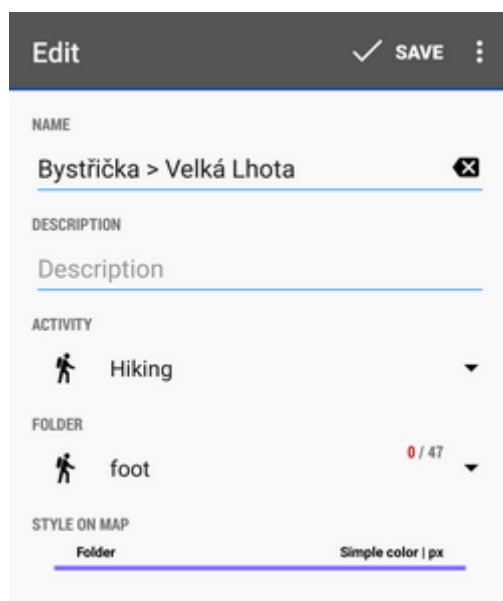 Edit
SAVE
NAME
Bystřička > Velká Lhota
DESCRIPTION
Description
ACTIVITY
Hiking
FOLDER
foot
0 / 47
STYLE ON MAP
Folder
Simple color | px